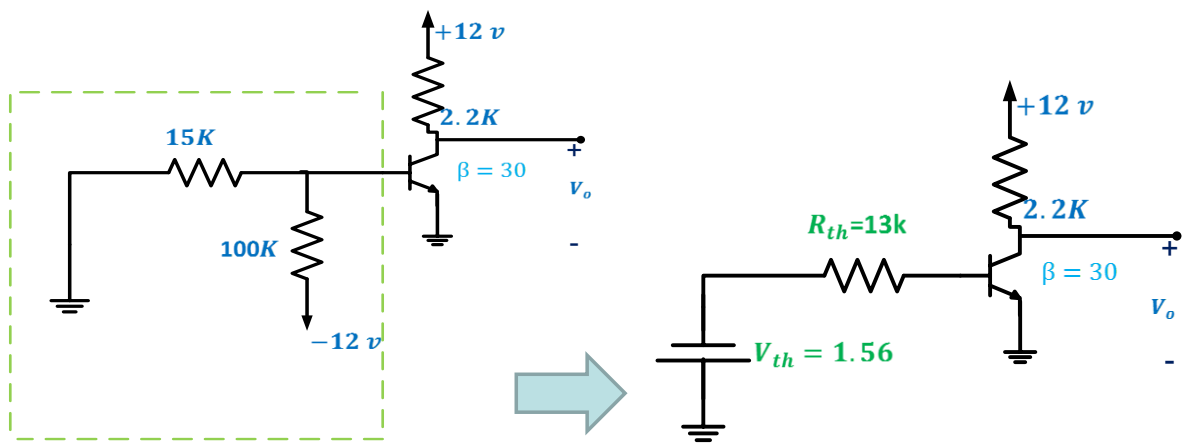 +12 v
2.2K
15K
β = 30
+
Vo
-
100K
−12 v
+12 v
2.2K
Rth=13k
β = 30
+
Vo
-
Vth = 1.56